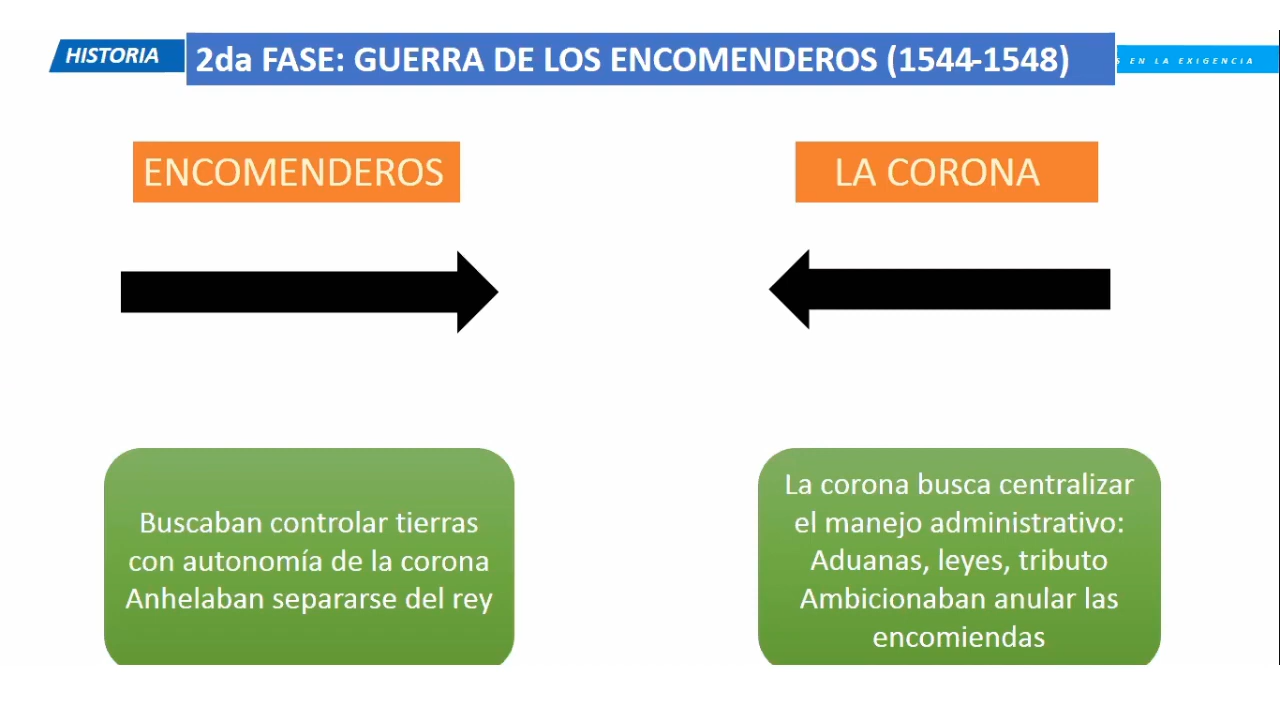 HISTORIA
2da FASE: GUERRA DE LOS ENCOMENDEROS (1544-1548)
EN LA EXIGENCIA
ENCOMENDEROS
LA CORONA
Buscaban controlar tierras
con autonomía de la corona
Anhelaban separarse del rey
La corona busca centralizar
el manejo administrativo:
Aduanas, leyes, tributo
Ambicionaban anular las
encomiendas